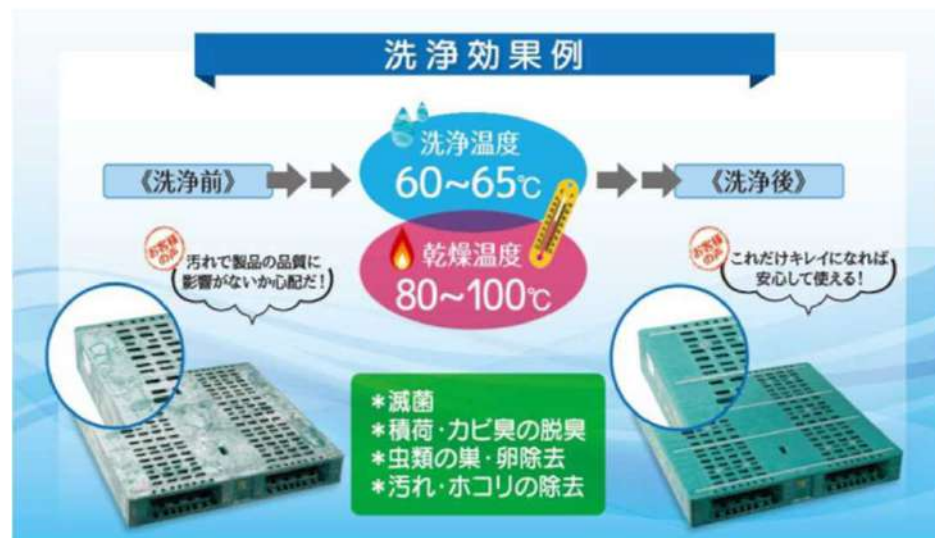 洗浄効果例
洗浄温度
60～65℃
《洗浄前》
《洗浄後》
乾燥温度
80～100℃
お客様
の声
汚れで製品の品質に
影響がないか心配だ！
お客様
の声
これだけキレイになれば、
安心して使える！
＊滅菌
＊積荷・カビ臭の脱臭
＊虫類の巣・卵除去
＊汚れ・ホコリの除去